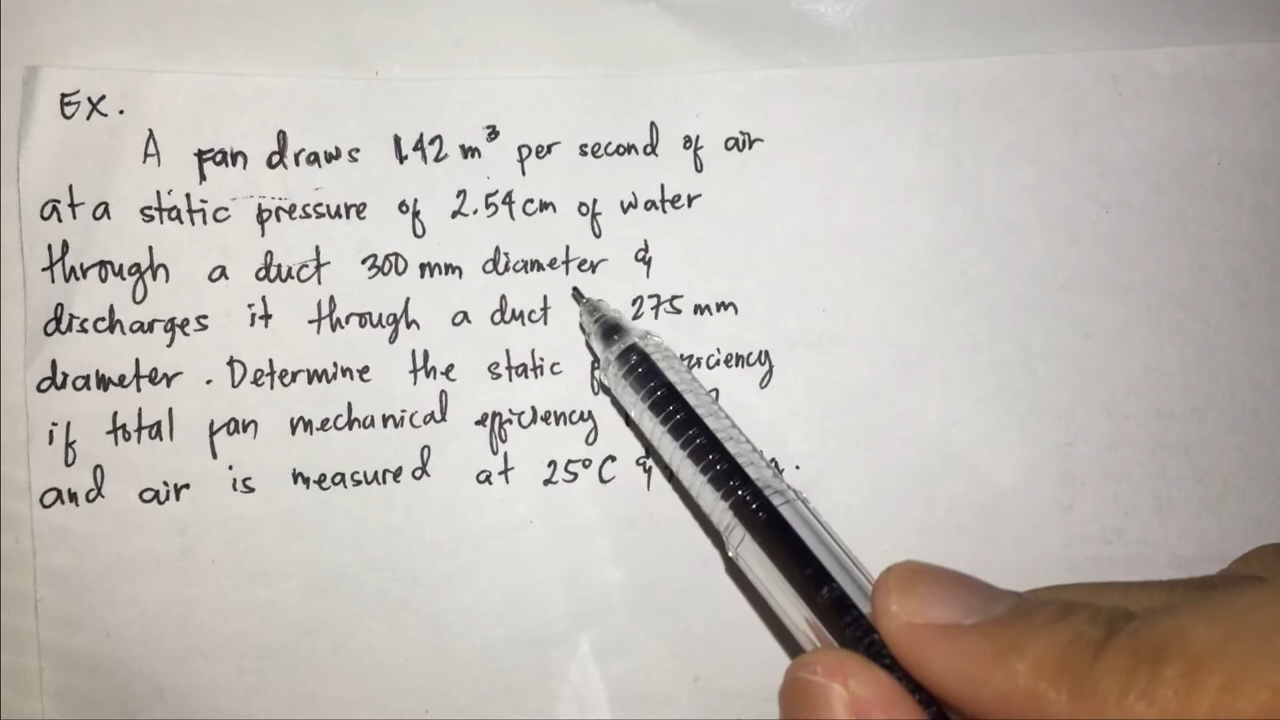 EX.
A fan draws 1.42 m³ per second of air
at a static pressure of 2.54 cm of water
through a duct 300 mm diameter &
discharges it through a duct 275 mm
diameter. Determine the static
if total fan mechanical efficiency
and air is measured at 25°C &